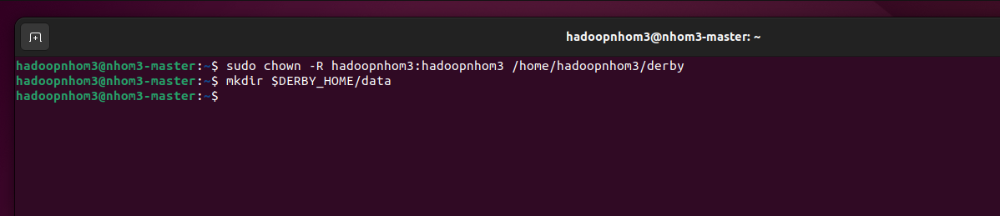 hadoopnhom3@nhom3-master: ~
hadoopnhom3@nhom3-master:~$ sudo chown -R hadoopnhom3:hadoopnhom3 /home/hadoopnhom3/derby
hadoopnhom3@nhom3-master:~$ mkdir $DERBY_HOME/data
hadoopnhom3@nhom3-master:~$